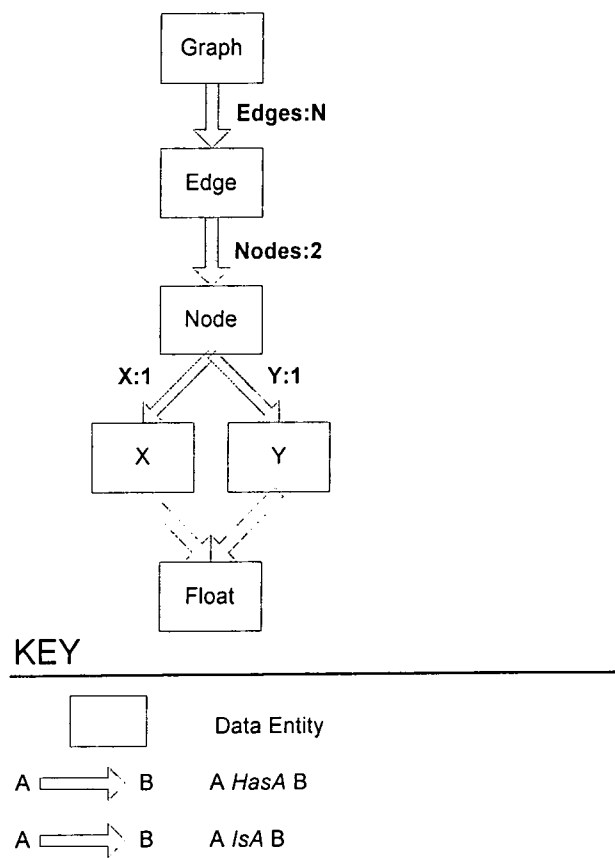 Graph
Edges:N
Edge
Nodes:2
Node
X:1 Y:1
X Y
Float
KEY
Data Entity
A B A HasA B
A B A IsA B